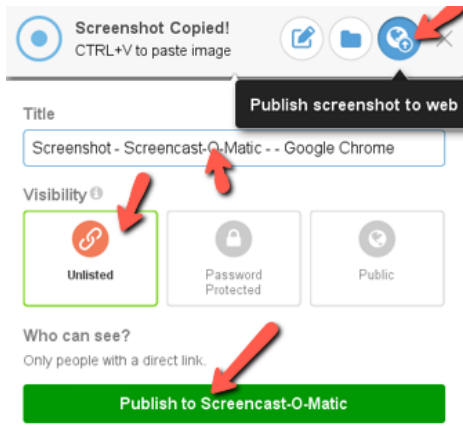 Screenshot Copied!
CTRL+V to paste image
Publish screenshot to web
Title
Screenshot - Screencast-O-Matic - - Google Chrome
Visibility
Unlisted
Password
Protected
Public
Who can see?
Only people with a direct link.
Publish to Screencast-O-Matic